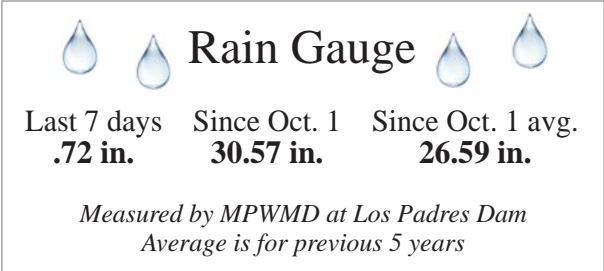 Rain Gauge
Last 7 days Since Oct. 1 Since Oct. 1 avg.
.72 in. 30.57 in. 26.59 in.
Measured by MPWMD at Los Padres Dam
Average is for previous 5 years